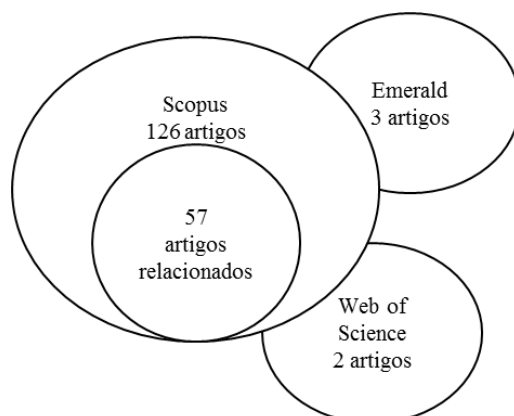 Scopus
126 artigos
Emerald
3 artigos
57
artigos
relacionados
Web of
Science
2 artigos